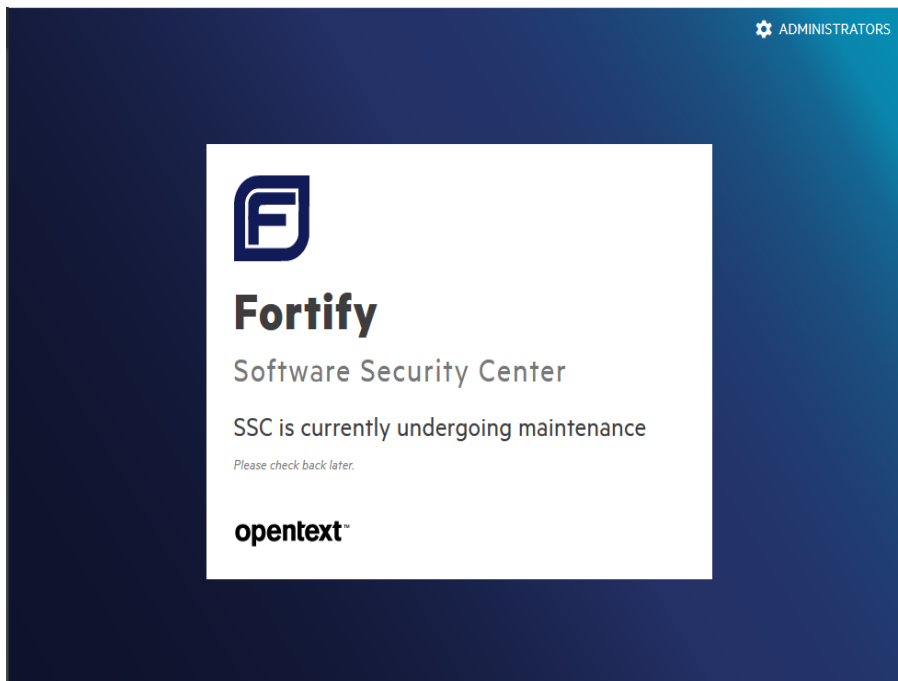 ADMINISTRATORS
F
Fortify
Software Security Center
SSC is currently undergoing maintenance
Please check back later.
opentext™